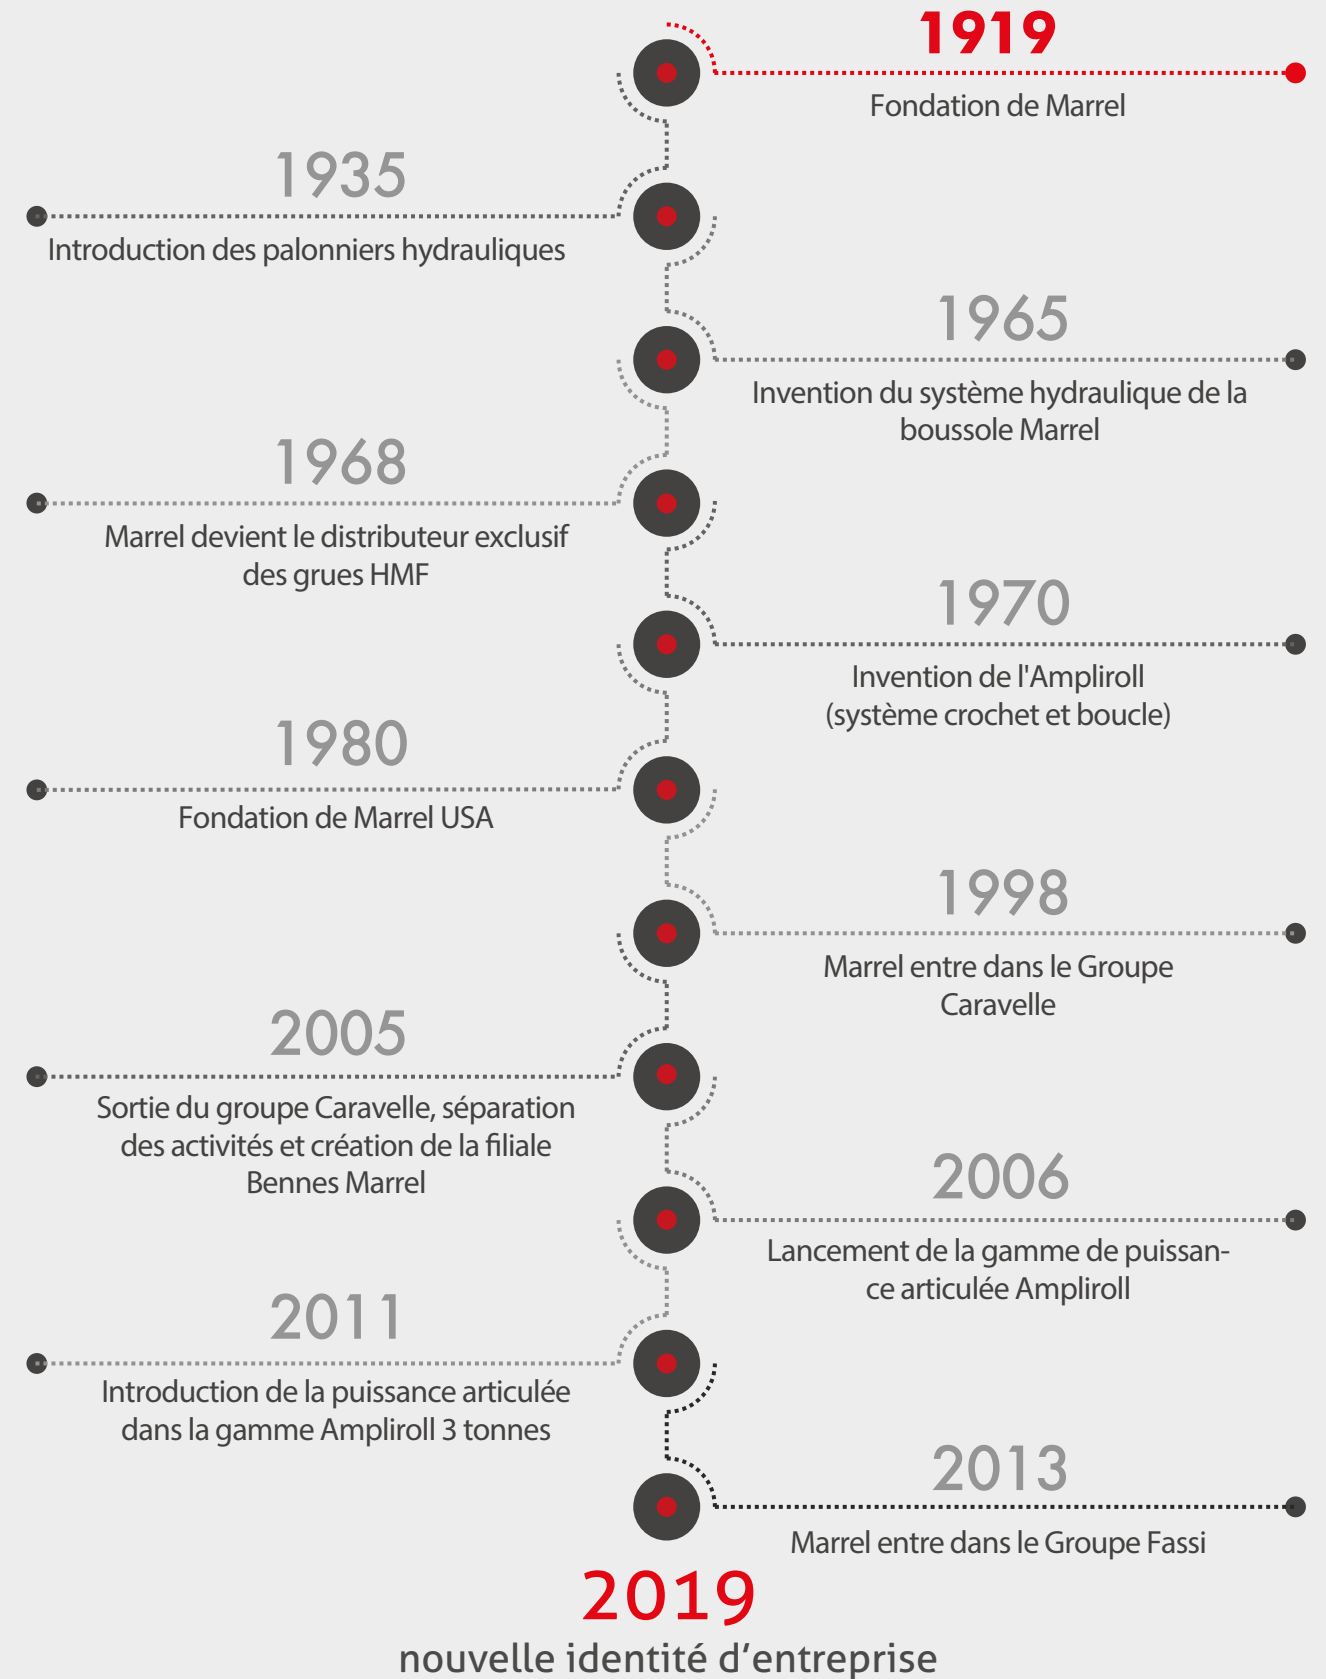 1919
Fondation de Marrel
1935
Introduction des palonniers hydrauliques
1965
Invention du système hydraulique de la
boussole Marrel
1968
Marrel devient le distributeur exclusif
des grues HMF
1970
Invention de l'Ampliroll
(système crochet et boucle)
1980
Fondation de Marrel USA
1998
Marrel entre dans le Groupe
Caravelle
2005
Sortie du groupe Caravelle, séparation
des activités et création de la filiale
Bennes Marrel
2006
Lancement de la gamme de puissan-
ce articulée Ampliroll
2011
Introduction de la puissance articulée
dans la gamme Ampliroll 3 tonnes
2013
Marrel entre dans le Groupe Fassi
2019
nouvelle identité d’entreprise